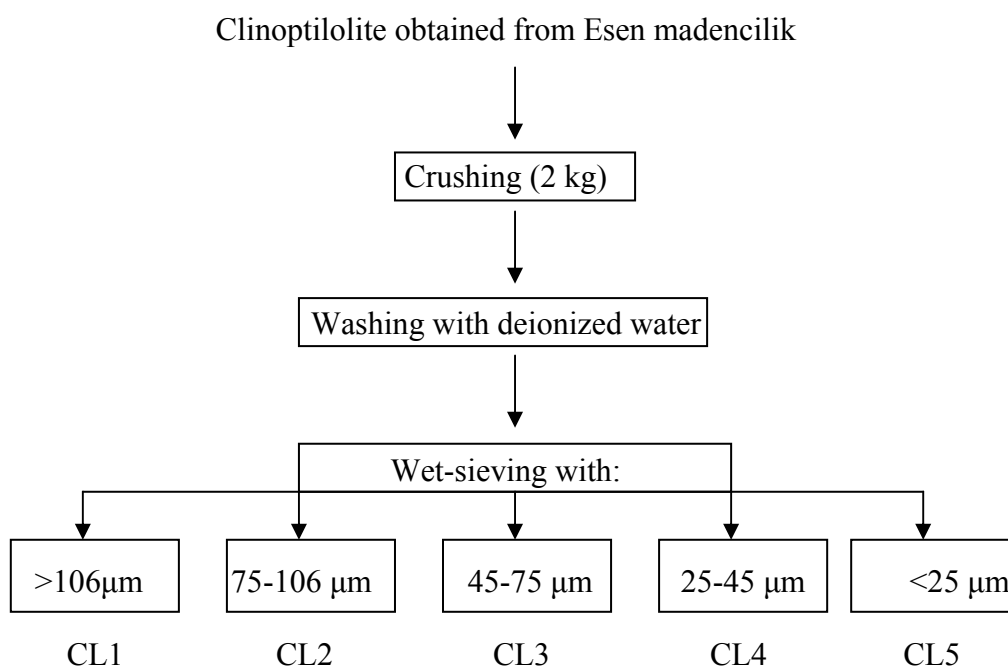 Clinoptilolite obtained from Esen madencilik
Crushing (2 kg)
Washing with deionized water
Wet-sieving with:
>106μm 75-106 μm 45-75 μm 25-45 μm <25 μm
CL1 CL2 CL3 CL4 CL5